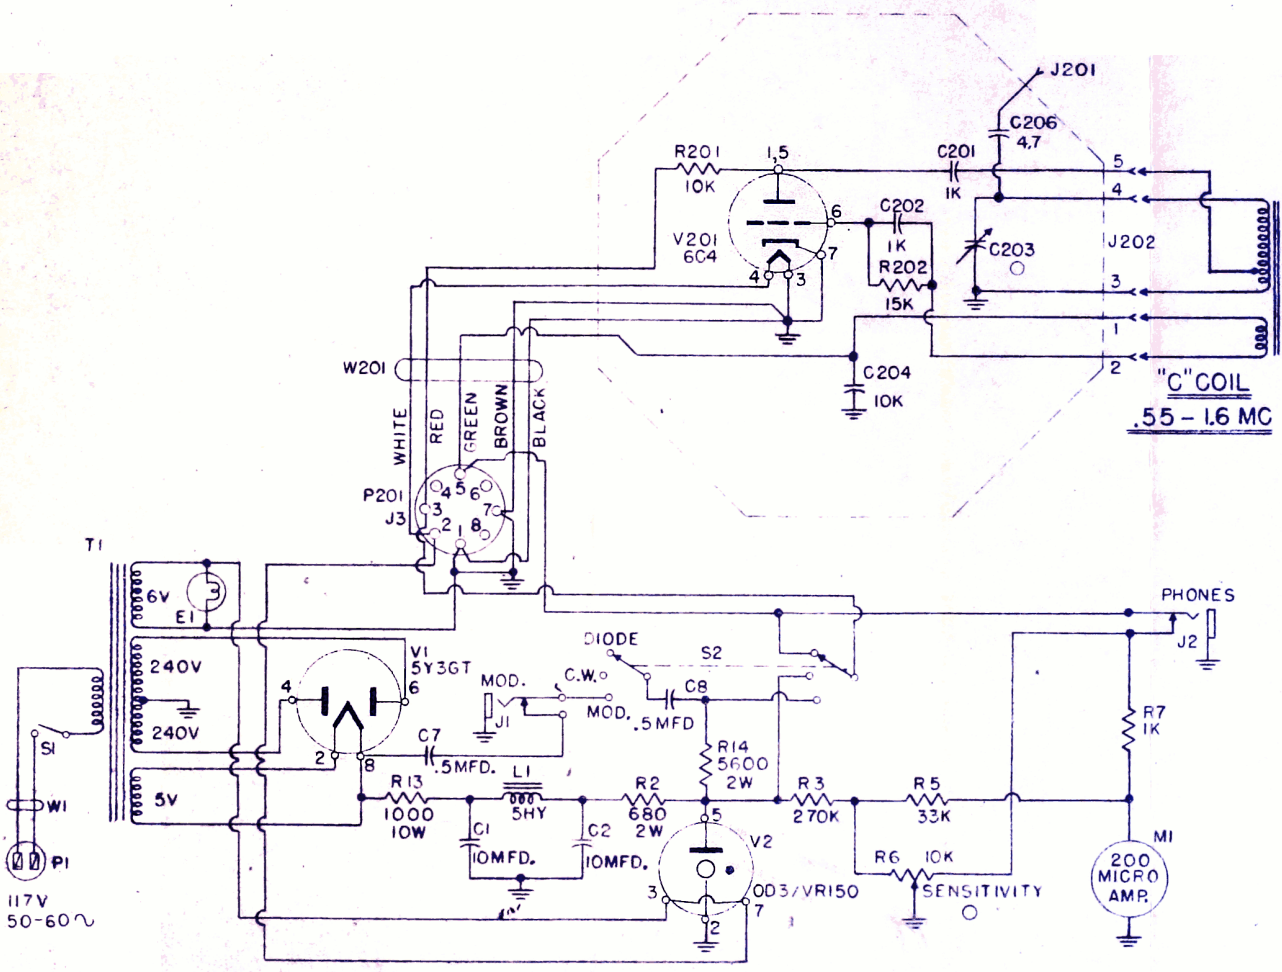 J201
C206
4,7
R201
10K
1,5
C201
1K
5
4
6
C202
1K
V201
6C4
7
C203
J202
R202
15K
4
3
3
1
2
W201
C204
10K
"C" COIL
.55 – 1.6 MC
WHITE
RED
GREEN
BROWN
BLACK
P201
J3
4
5
6
3
7
2
1
8
T1
6V
E1
PHONES
J2
240V
240V
5V
V1
5Y3GT
4
6
2
8
DIODE
S2
C.W.
MOD.
MOD.
J1
C8
.5MFD
C7
.5MFD.
R7
1K
S1
W1
P1
117V
50-60~
R13
1000
10W
L1
5HY
C1
10MFD.
C2
10MFD.
R2
680
2W
R14
5600
2W
R3
270K
R5
33K
5
V2
3
7
2
OD3/VR150
R6
10K
SENSITIVITY
M1
200
MICRO
AMP.